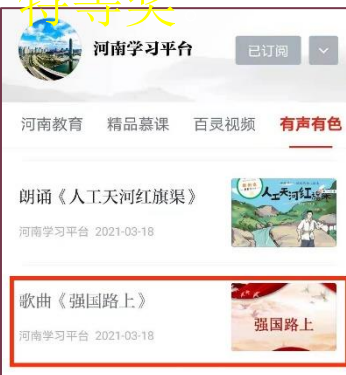 特等奖
河南学习平台
已订阅
河南教育 精品慕课 百灵视频 有声有色
朗诵《人工天河红旗渠》
人工天河红旗渠
河南学习平台 2021-03-18
歌曲《强国路上》
强国路上
河南学习平台 2021-03-18